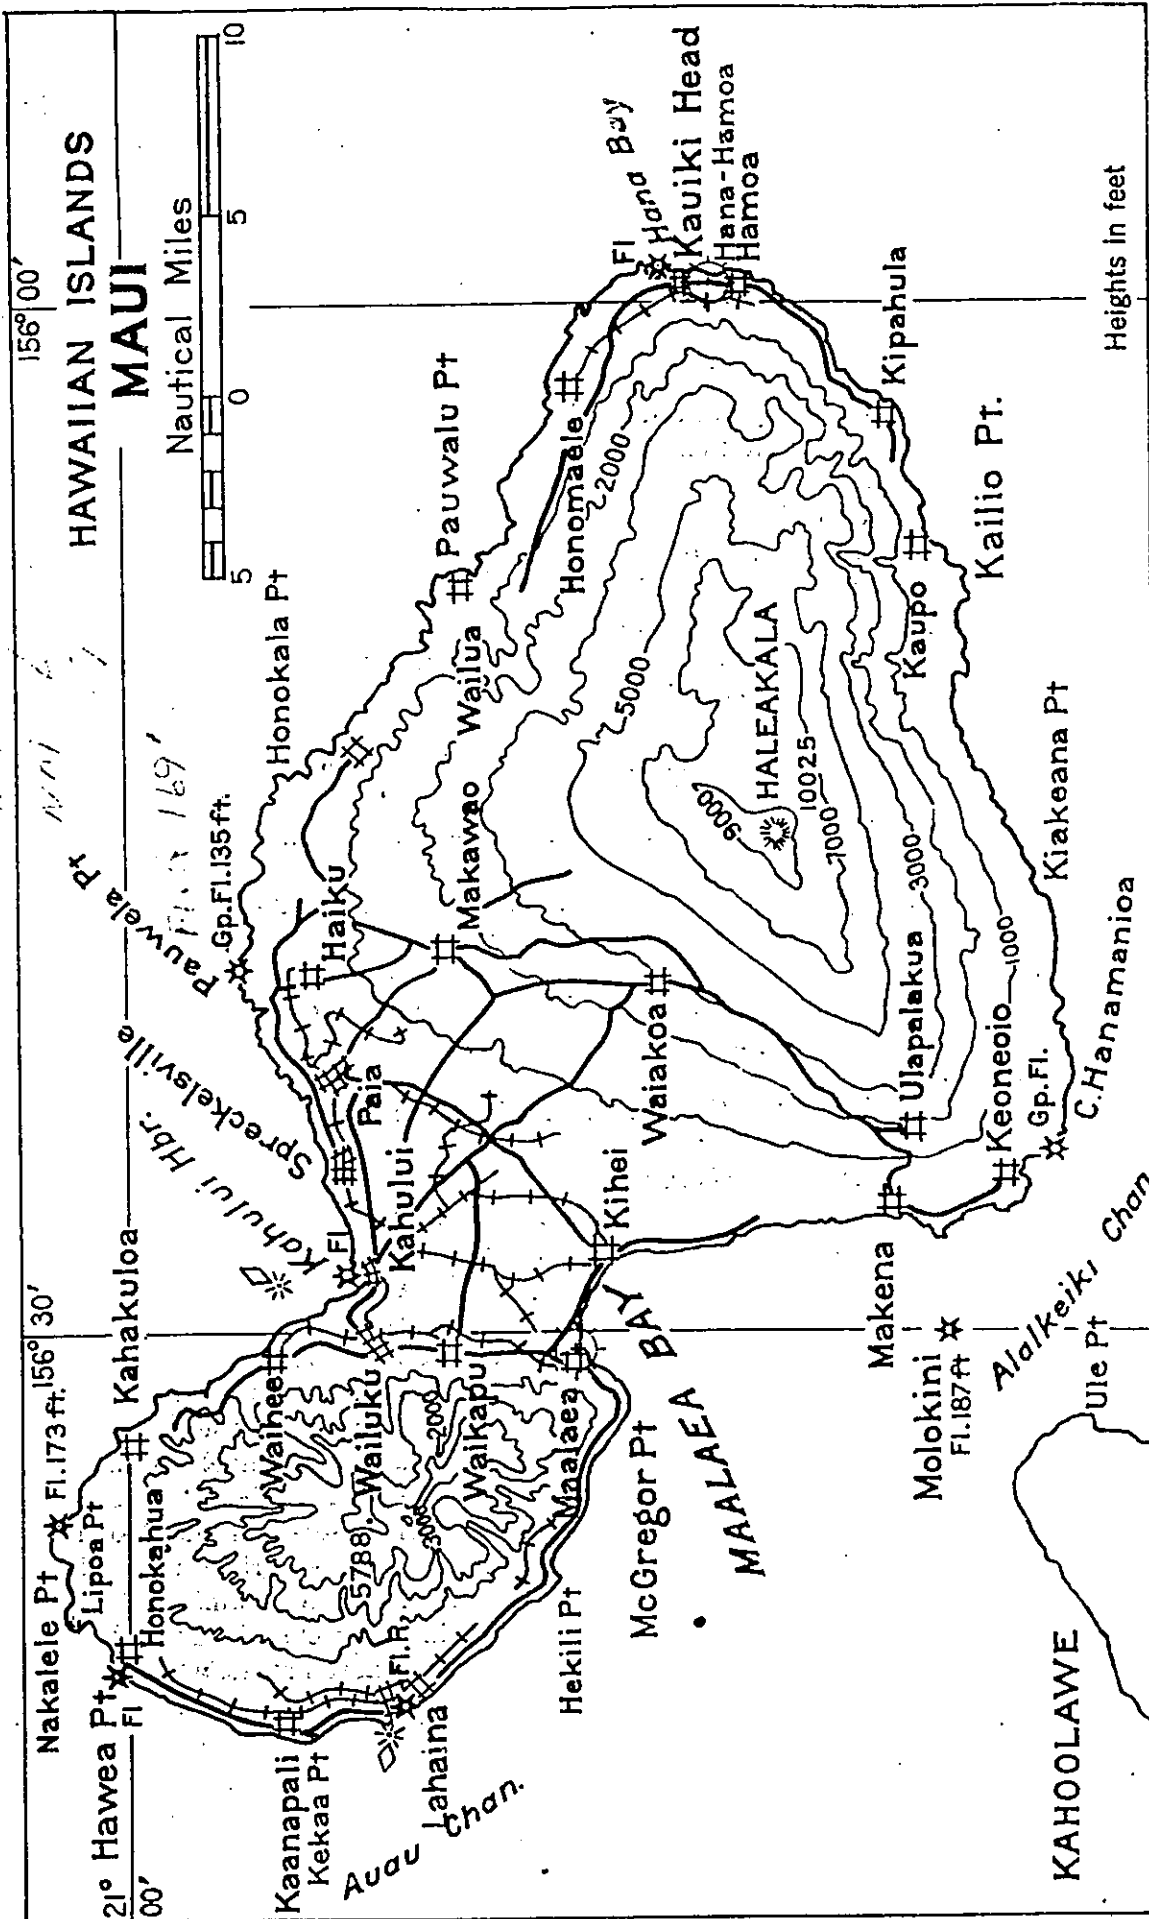 HAWAIIAN ISLANDS
MAUI
Nautical Miles
5 0 5 10
156° 30'
156° 00'
21°
00'
Nakalele Pt
Fl. 173 ft.
Lipoa Pt
Hawea Pt
Fl
Honokahua
Kahakuloa
Kahului Hbr.
Spreckelsville
Pauwela Pt
Gp. Fl. 135 ft.
169'
Honokala Pt
Pauwalu Pt
Kaanapali
Kekaa Pt
Auau Chan.
Lahaina
Fl. R.
Waihee
5788
Wailuku
3000
2000
Waikapu
Maalaea
Hekili Pt
McGregor Pt
MAALAEA BAY
Fl
Kahului
Paia
Haiku
Makawao
Wailua
Honomaele
2000
Fl
Hana Bay
Kauiki Head
Hana-Hamoa
Hamoa
Kihei
Waiakoa
5000
9000
HALEAKALA
10025
7000
3000
1000
Kipahula
Kaupo
Kailio Pt.
Ulapalakua
Makena
Keoneoio
Gp. Fl.
C. Hanamanioa
Kiakeana Pt
Molokini
Fl. 187 ft
Alalkeiki Chan
Ule Pt
KAHOOLAWE
Heights in feet